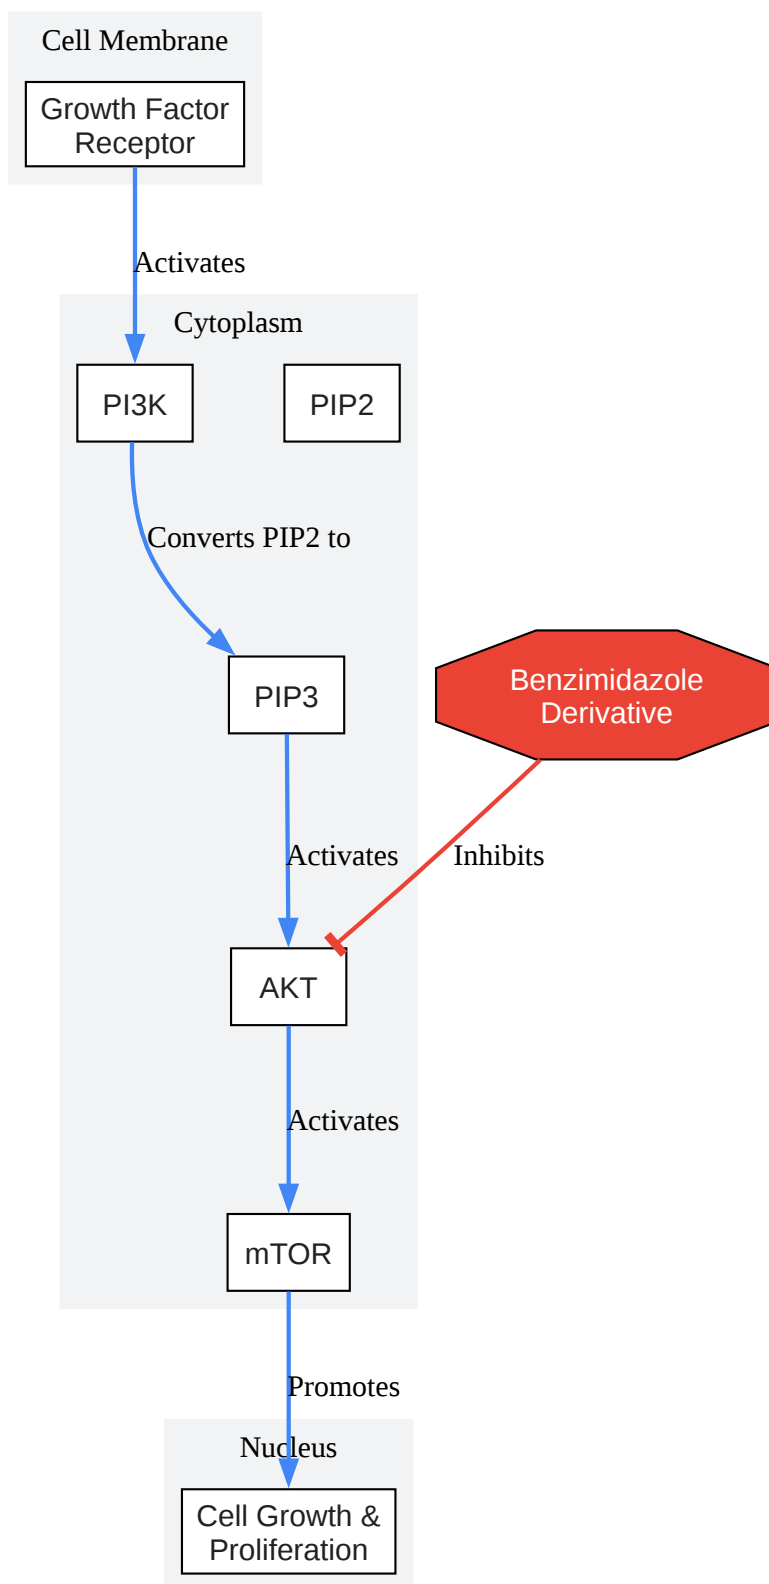 Cell Membrane
Growth Factor
Receptor
Activates
Cytoplasm
PI3K
PIP2
Converts PIP2 to
PIP3
Benzimidazole
Derivative
Activates
Inhibits
AKT
Activates
mTOR
Promotes
Nucleus
Cell Growth &
Proliferation